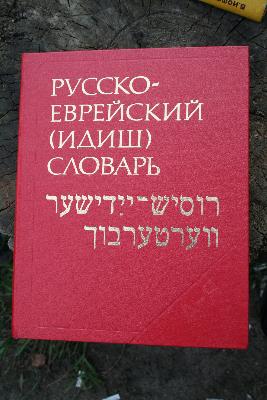 РУССКО-
ЕВРЕЙСКИЙ
(ИДИШ)
СЛОВАРЬ
רוסיש-ייִדישער
ווערטערבוך